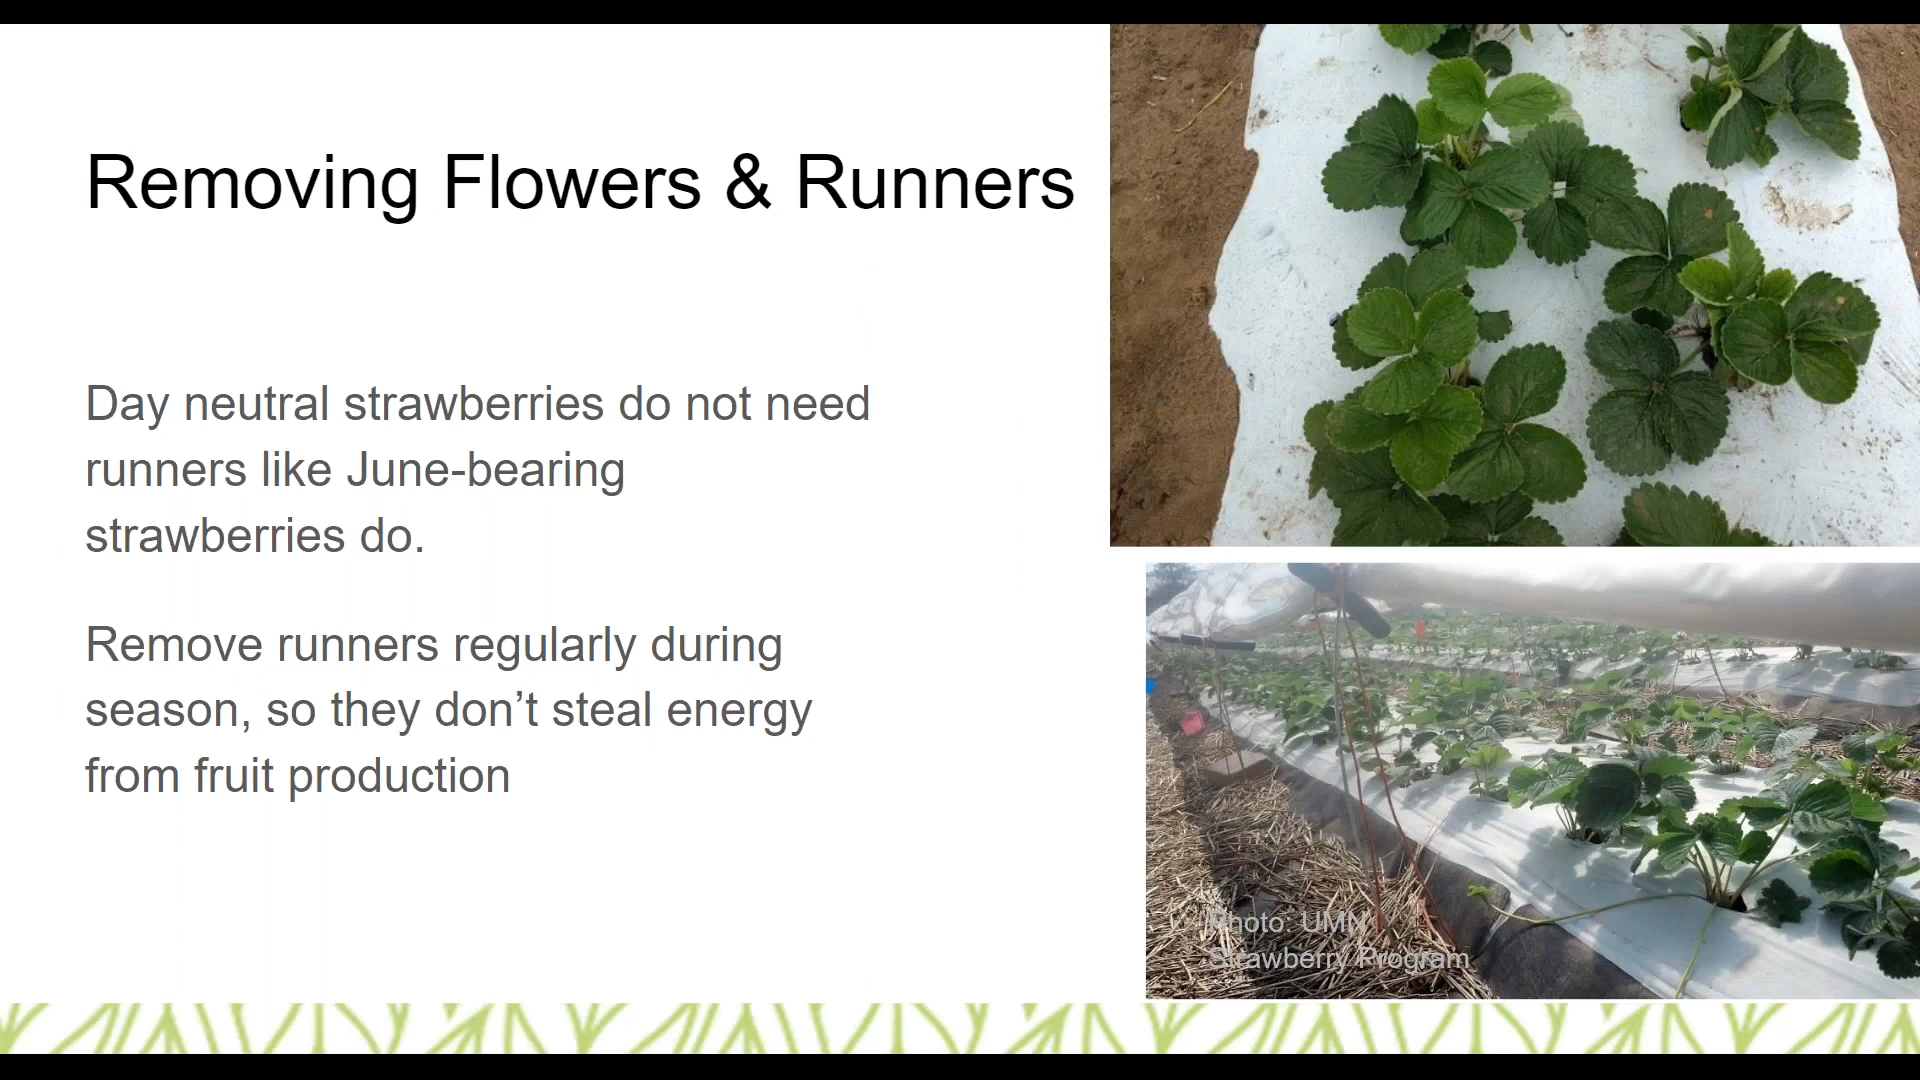 Removing Flowers & Runners
Day neutral strawberries do not need
runners like June-bearing
strawberries do.
Remove runners regularly during
season, so they don’t steal energy
from fruit production
Photo: UMN
Strawberry Program